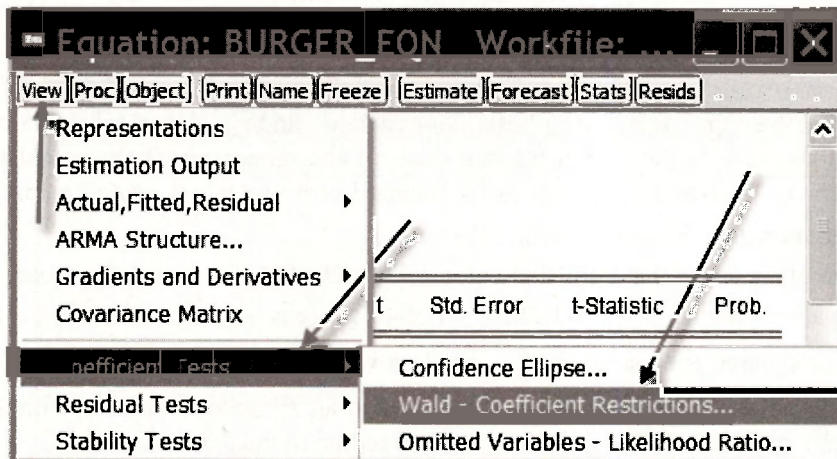 Equation: BURGER_EQN Workfile: ...
View Proc Object Print Name Freeze Estimate Forecast Stats Resids
Representations
Estimation Output
Actual,Fitted,Residual
ARMA Structure...
Gradients and Derivatives
Covariance Matrix
t Std. Error t-Statistic Prob.
oefficient Tests
Confidence Ellipse...
Residual Tests
Wald - Coefficient Restrictions...
Stability Tests
Omitted Variables - Likelihood Ratio...